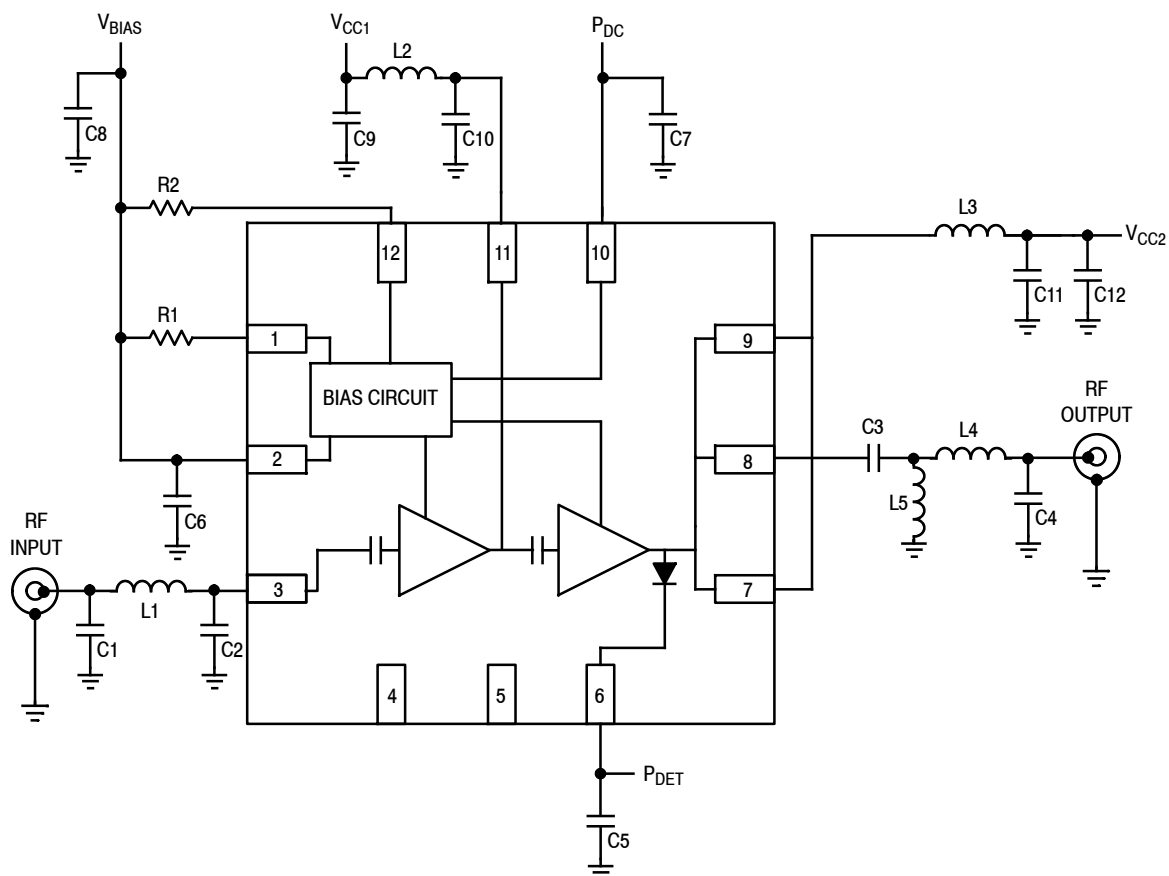 VBIAS
VCC1
PDC
L2
C8
C9
C10
C7
R2
L3
VCC2
12
11
10
C11
C12
R1
1
9
BIAS CIRCUIT
RF
OUTPUT
C3
L4
2
8
L5
C6
C4
RF
INPUT
3
7
L1
C1
C2
4
5
6
PDET
C5